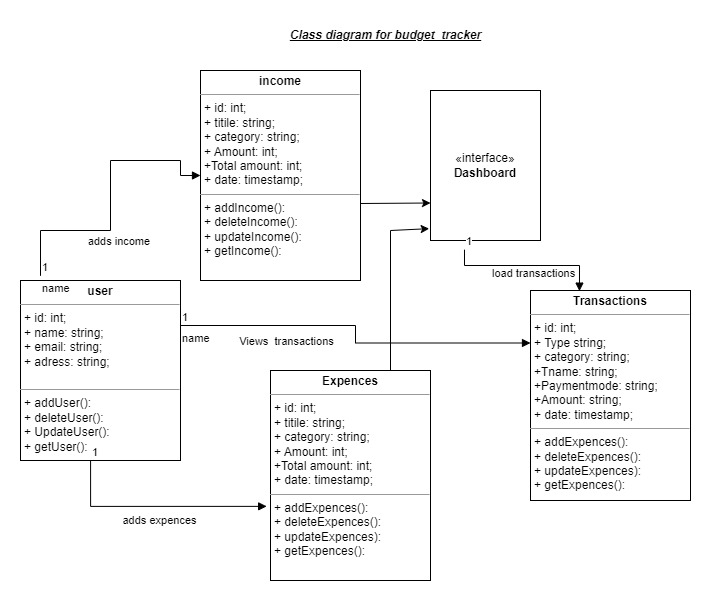 Class diagram for budget tracker
income
+ id: int;
+ titile: string;
+ category: string;
+ Amount: int;
+Total amount: int;
+ date: timestamp;
+ addIncome():
+ deleteIncome():
+ updateIncome():
+ getIncome():
«interface»
Dashboard
1
load transactions
adds income
1
name
user
+ id: int;
+ name: string;
+ email: string;
+ adress: string;
+ addUser():
+ deleteUser():
+ UpdateUser():
+ getUser():
1
1
name
Views transactions
adds expences
Expences
+ id: int;
+ titile: string;
+ category: string;
+ Amount: int;
+Total amount: int;
+ date: timestamp;
+ addExpences():
+ deleteExpences():
+ updateExpences):
+ getExpences():
Transactions
+ id: int;
+ Type string;
+ category: string;
+Tname: string;
+Paymentmode: string;
+Amount: string;
+ date: timestamp;
+ addExpences():
+ deleteExpences():
+ updateExpences):
+ getExpences():